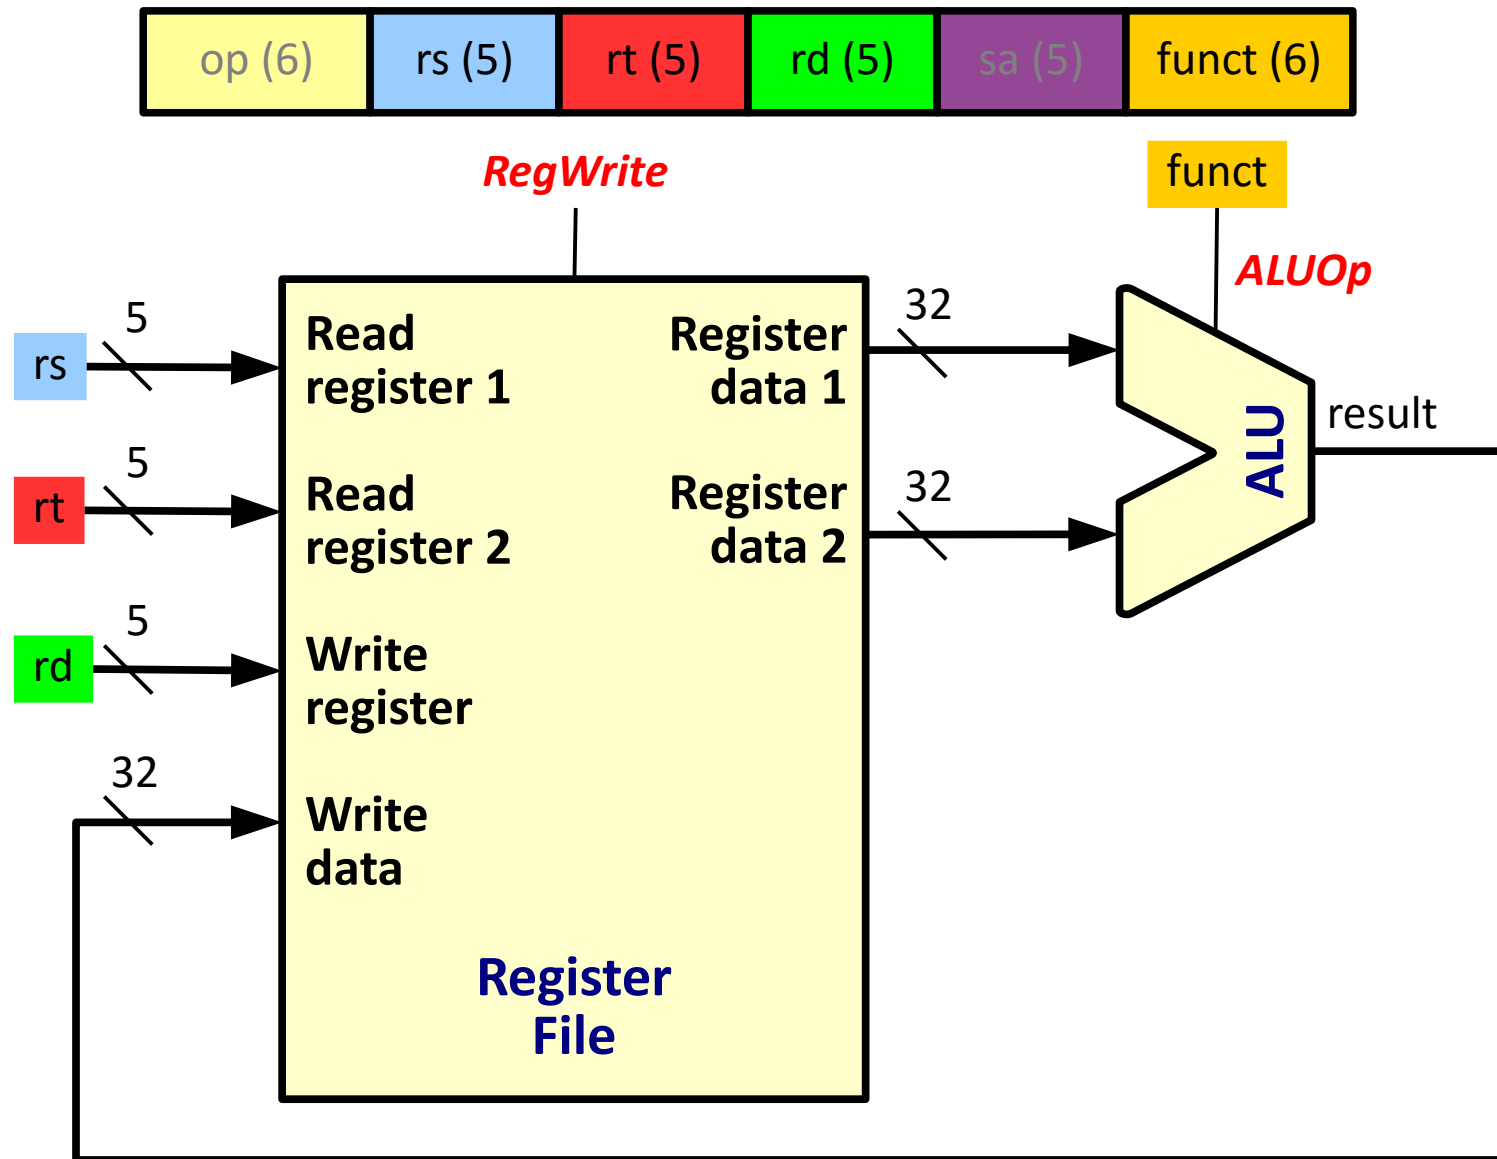 op (6) rs (5) rt (5) rd (5) sa (5) funct (6)
RegWrite
funct
ALUOp
rs
5
Read
register 1
Register
data 1
32
rt
5
Read
register 2
Register
data 2
32
ALU
result
rd
5
Write
register
32
Write
data
Register
File